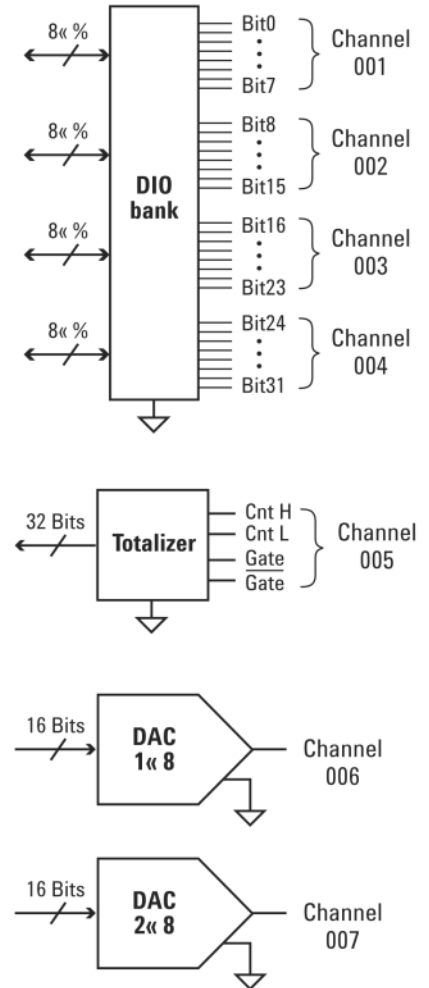 Bit0
8« %
Channel
001
Bit7
Bit8
8« %
Channel
002
DIO
bank
Bit15
Bit16
8« %
Channel
003
Bit23
Bit24
8« %
Channel
004
Bit31
32 Bits
Totalizer
Cnt H
Cnt L
Gate
Gate
Channel
005
16 Bits
DAC
1« 8
Channel
006
16 Bits
DAC
2« 8
Channel
007